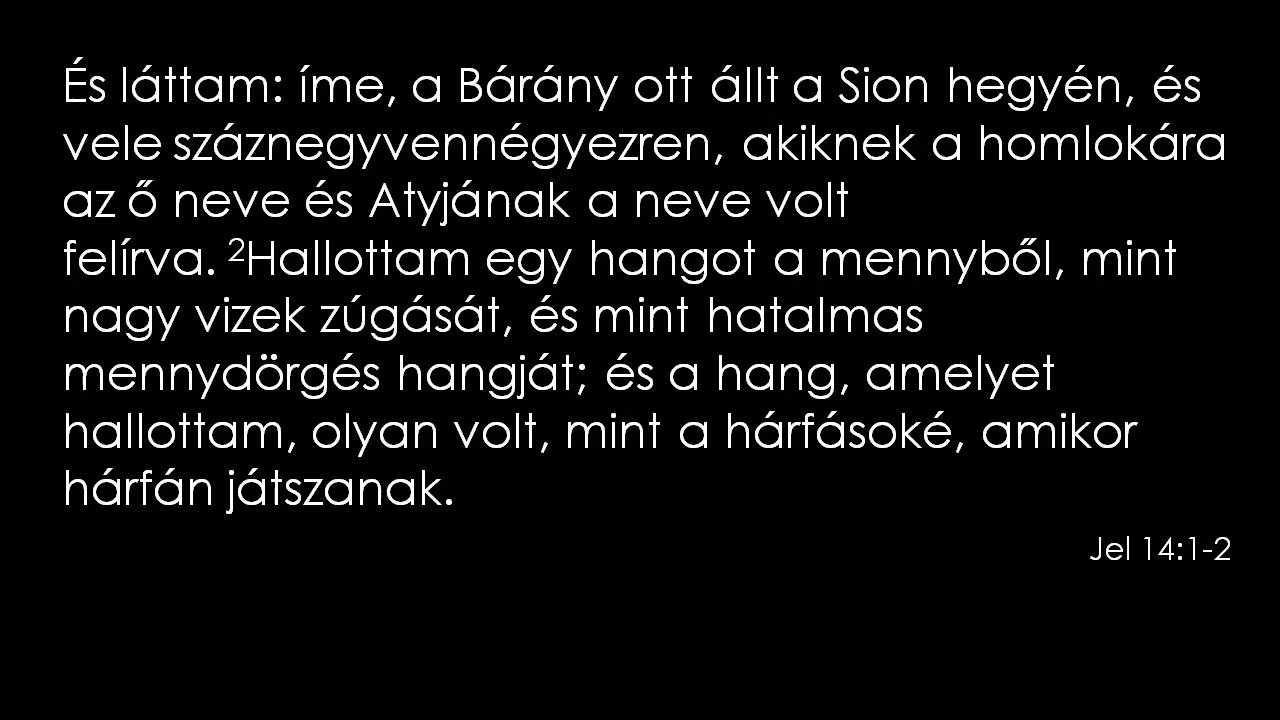 És láttam: íme, a Bárány ott állt a Sion hegyén, és
vele száznegyvennégyezren, akiknek a homlokára
az ő neve és Atyjának a neve volt
felírva. ²Hallottam egy hangot a mennyből, mint
nagy vizek zúgását, és mint hatalmas
mennydörgés hangját; és a hang, amelyet
hallottam, olyan volt, mint a hárfásoké, amikor
hárfán játszanak.
Jel 14:1-2